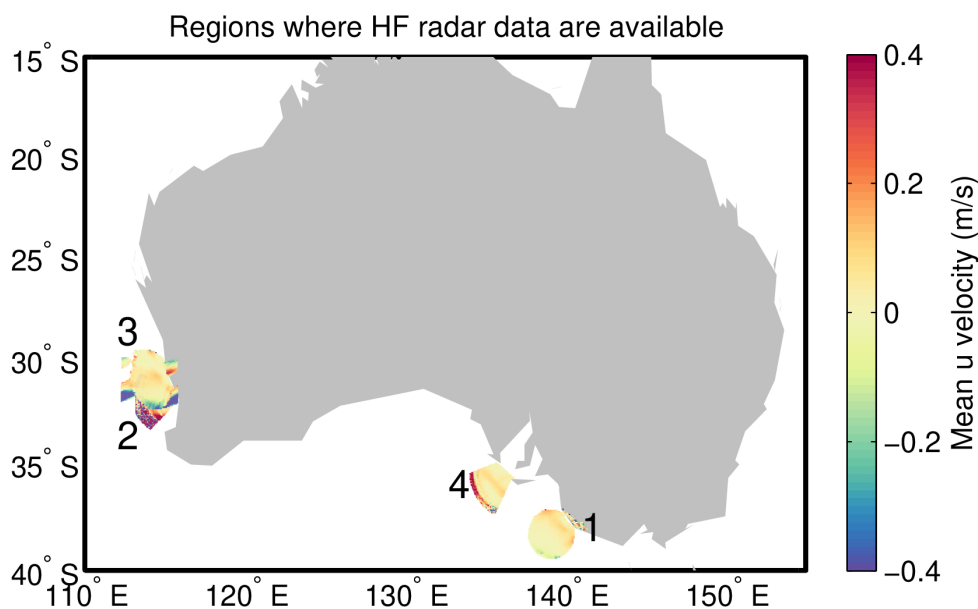 Regions where HF radar data are available
15° S
20° S
25° S
30° S
35° S
40° S
110° E
120° E
130° E
140° E
150° E
3
2
4
1
0.4
0.2
0
−0.2
−0.4
Mean u velocity (m/s)